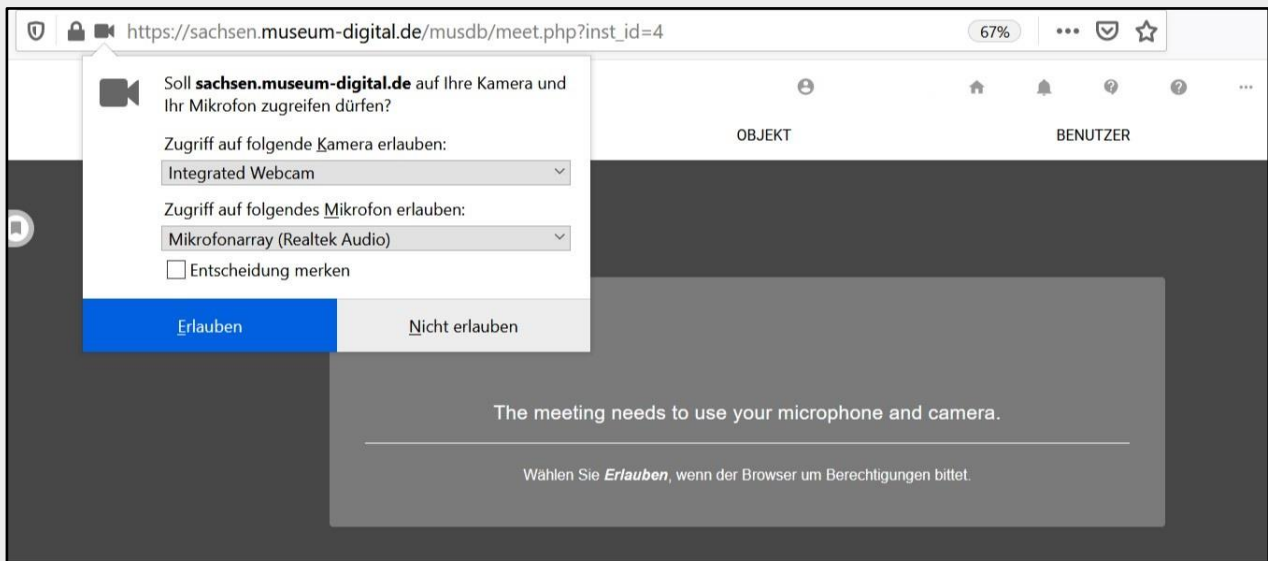 https://sachsen.museum-digital.de/musdb/meet.php?inst_id=4
67%
Soll sachsen.museum-digital.de auf Ihre Kamera und
Ihr Mikrofon zugreifen dürfen?
Zugriff auf folgende Kamera erlauben:
Integrated Webcam
Zugriff auf folgendes Mikrofon erlauben:
Mikrofonarray (Realtek Audio)
Entscheidung merken
Erlauben
Nicht erlauben
OBJEKT
BENUTZER
The meeting needs to use your microphone and camera.
Wählen Sie Erlauben, wenn der Browser um Berechtigungen bittet.